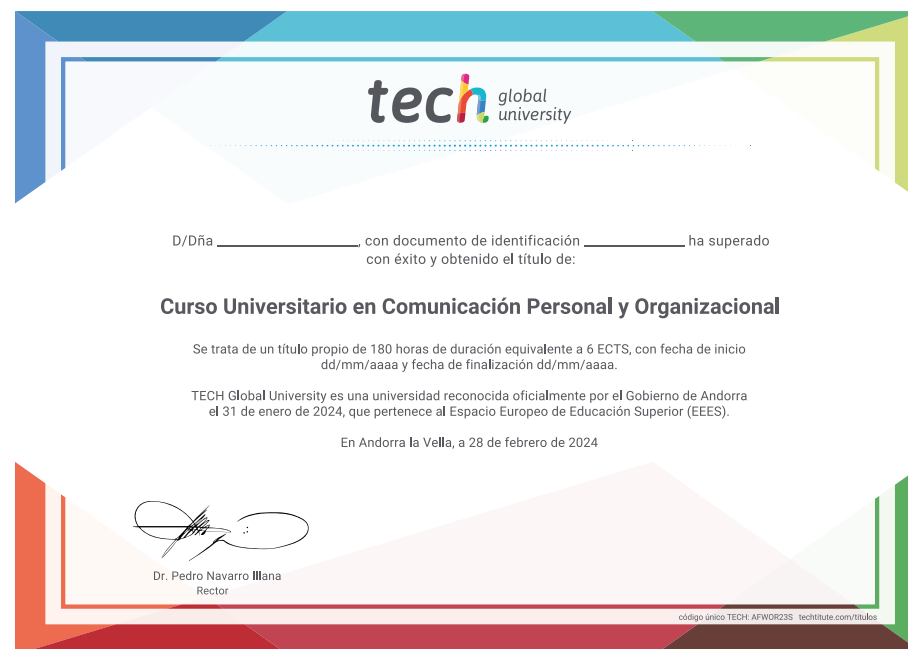 tech global university
D/Dña ____________________, con documento de identificación ______________ ha superado
con éxito y obtenido el título de:
Curso Universitario en Comunicación Personal y Organizacional
Se trata de un título propio de 180 horas de duración equivalente a 6 ECTS, con fecha de inicio
dd/mm/aaaa y fecha de finalización dd/mm/aaaa.
TECH Global University es una universidad reconocida oficialmente por el Gobierno de Andorra
el 31 de enero de 2024, que pertenece al Espacio Europeo de Educación Superior (EEES).
En Andorra la Vella, a 28 de febrero de 2024
Dr. Pedro Navarro Illana
Rector
código único TECH: AFWOR23S techtitute.com/titulos